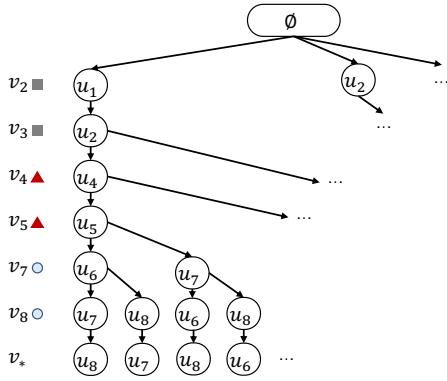 ∅
v₂ u₁ u₂ ...
v₃ u₂ ...
v₄ u₄ ...
v₅ u₅ ...
v₇ u₆ u₇
v₈ u₇ u₈ u₆ u₈
v* u₈ u₇ u₈ u₆ ...